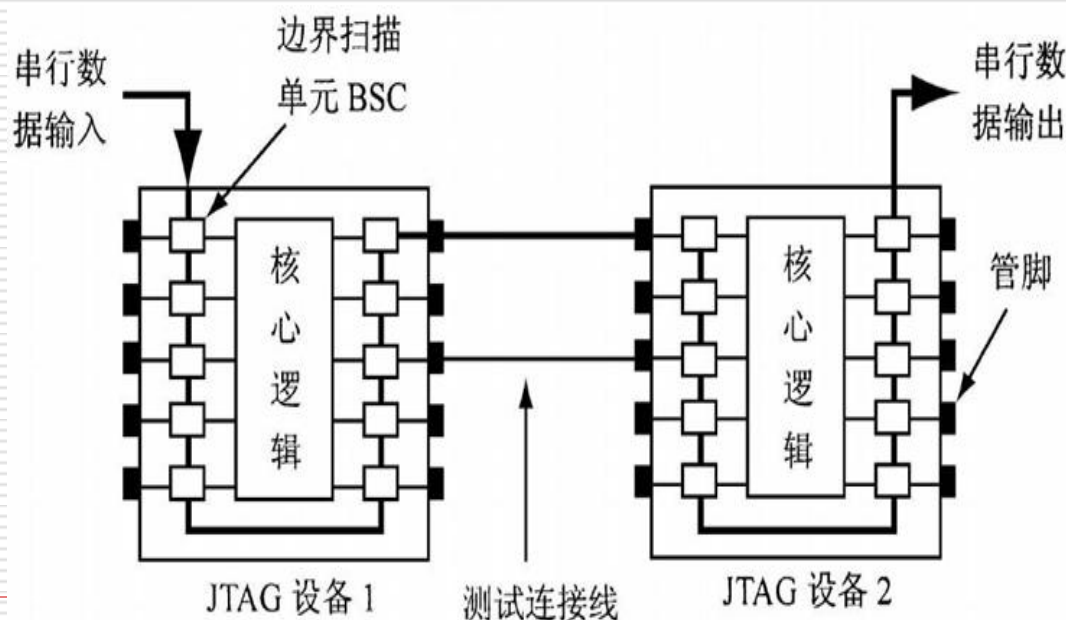 串行数
据输入
边界扫描
单元 BSC
串行数
据输出
核
心
逻
辑
核
心
逻
辑
管脚
JTAG 设备 1
测试连接线
JTAG 设备 2